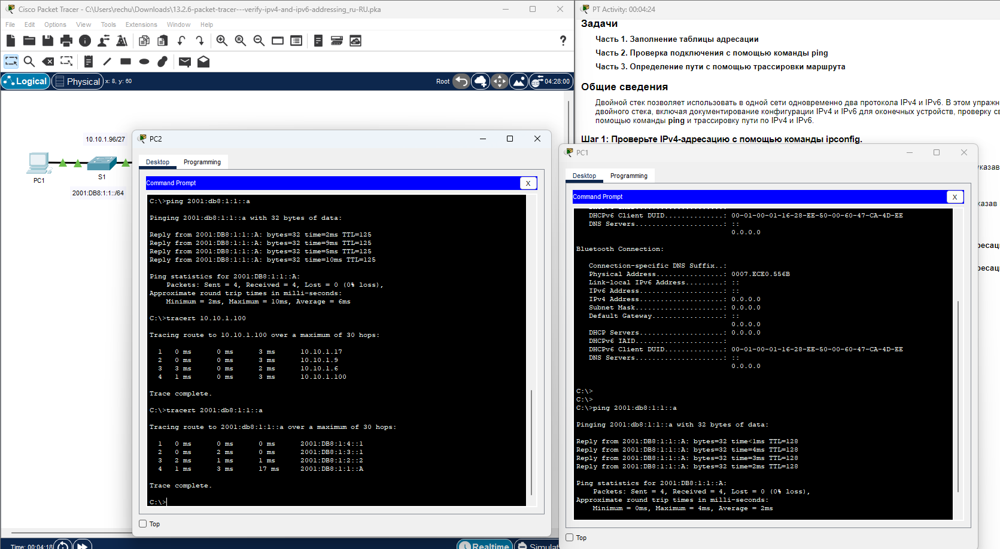 Cisco Packet Tracer - C:\Users\rechu\Downloads\13.2.6-packet-tracer---verify-ipv4-and-ipv6-addressing_ru-RU.pka
File Edit Options View Tools Extensions Window Help
?
Logical
Physical
x: 8, y: 60
Root
04:28:00
10.10.1.96/27
PC1
S1
2001:DB8:1:1::/64
Time: 00:04:18
Realtime
PC2
Desktop
Programming
Command Prompt
X
C:\>ping 2001:db8:1:1::a
Pinging 2001:db8:1:1::a with 32 bytes of data:
Reply from 2001:DB8:1:1::A: bytes=32 time=2ms TTL=125
Reply from 2001:DB8:1:1::A: bytes=32 time=9ms TTL=125
Reply from 2001:DB8:1:1::A: bytes=32 time=5ms TTL=125
Reply from 2001:DB8:1:1::A: bytes=32 time=10ms TTL=125
Ping statistics for 2001:DB8:1:1::A:
Packets: Sent = 4, Received = 4, Lost = 0 (0% loss),
Approximate round trip times in milli-seconds:
Minimum = 2ms, Maximum = 10ms, Average = 6ms
C:\>tracert 10.10.1.100
Tracing route to 10.10.1.100 over a maximum of 30 hops:
1 0 ms 0 ms 3 ms 10.10.1.17
2 0 ms 0 ms 3 ms 10.10.1.9
3 3 ms 0 ms 2 ms 10.10.1.6
4 1 ms 0 ms 3 ms 10.10.1.100
Trace complete.
C:\>tracert 2001:db8:1:1::a
Tracing route to 2001:db8:1:1::a over a maximum of 30 hops:
1 0 ms 0 ms 0 ms 2001:DB8:1:4::1
2 0 ms 2 ms 0 ms 2001:DB8:1:3::1
3 2 ms 1 ms 1 ms 2001:DB8:1:2::2
4 1 ms 3 ms 17 ms 2001:DB8:1:1::A
Trace complete.
C:\>
Top
PT Activity: 00:04:24
Задачи
Часть 1. Заполнение таблицы адресации
Часть 2. Проверка подключения с помощью команды ping
Часть 3. Определение пути с помощью трассировки маршрута
Общие сведения
Двойной стек позволяет использовать в одной сети одновременно два протокола IPv4 и IPv6. В этом упражн
двойного стека, включая документирование конфигурации IPv4 и IPv6 для оконечных устройств, проверку св
помощью команды ping и трассировку пути по IPv4 и IPv6.
Шаг 1: Проверьте IPv4-адресацию с помощью команды ipconfig.
PC1
Desktop
Programming
Command Prompt
X
DHCPv6 Client DUID..............: 00-01-00-01-16-28-EE-50-00-60-47-CA-4D-EE
DNS Servers.....................: ::
0.0.0.0
Bluetooth Connection:
Connection-specific DNS Suffix..:
Physical Address................: 0007.ECE0.556B
Link-local IPv6 Address.........: ::
IPv6 Address....................: ::
IPv4 Address....................: 0.0.0.0
Subnet Mask.....................: 0.0.0.0
Default Gateway.................: ::
0.0.0.0
DHCP Servers....................: 0.0.0.0
DHCPv6 IAID.....................:
DHCPv6 Client DUID..............: 00-01-00-01-16-28-EE-50-00-60-47-CA-4D-EE
DNS Servers.....................: ::
0.0.0.0
C:\>
C:\>
C:\>ping 2001:db8:1:1::a
Pinging 2001:db8:1:1::a with 32 bytes of data:
Reply from 2001:DB8:1:1::A: bytes=32 time<1ms TTL=128
Reply from 2001:DB8:1:1::A: bytes=32 time=4ms TTL=128
Reply from 2001:DB8:1:1::A: bytes=32 time=3ms TTL=128
Reply from 2001:DB8:1:1::A: bytes=32 time=2ms TTL=128
Ping statistics for 2001:DB8:1:1::A:
Packets: Sent = 4, Received = 4, Lost = 0 (0% loss),
Approximate round trip times in milli-seconds:
Minimum = 0ms, Maximum = 4ms, Average = 2ms
Top